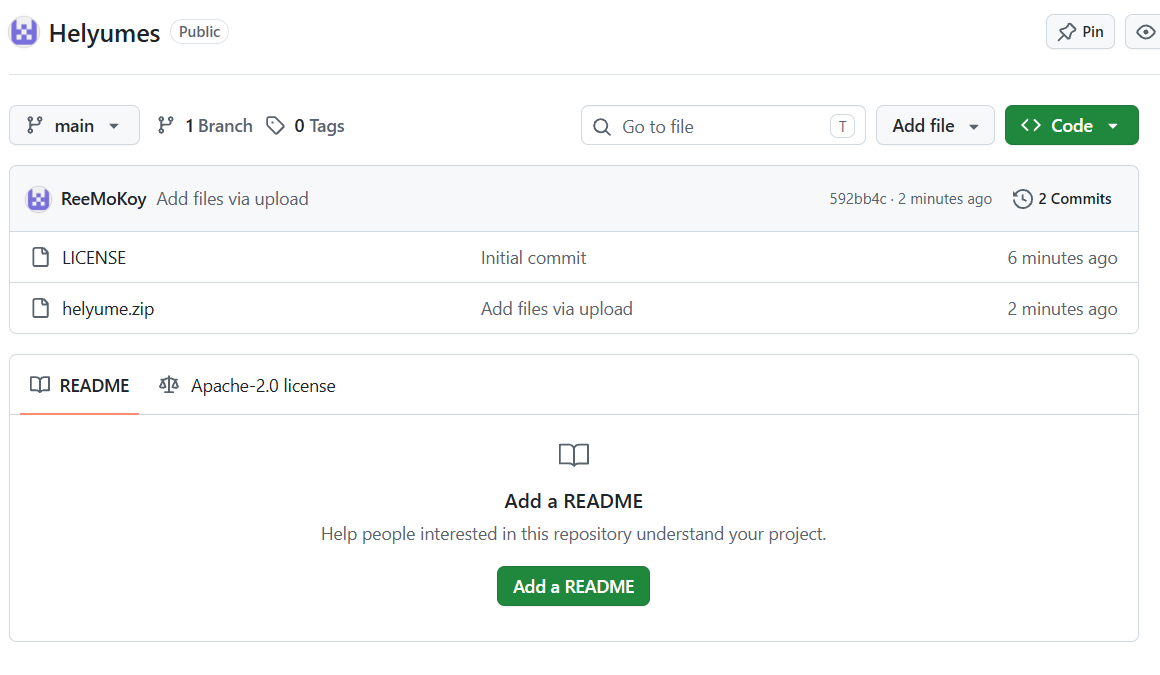 Helyumes Public Pin
main 1 Branch 0 Tags Go to file T Add file Code
ReeMoKoy Add files via upload 592bb4c · 2 minutes ago 2 Commits
LICENSE Initial commit 6 minutes ago
helyume.zip Add files via upload 2 minutes ago
README Apache-2.0 license
Add a README
Help people interested in this repository understand your project.
Add a README